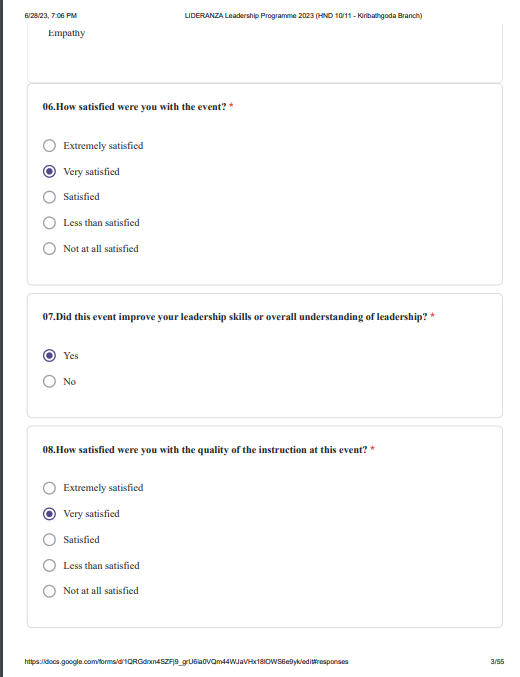 6/28/23, 7:06 PM LIDERANZA Leadership Programme 2023 (HND 10/11 - Kiribathgoda Branch)
Empathy
06.How satisfied were you with the event? *
Extremely satisfied
Very satisfied
Satisfied
Less than satisfied
Not at all satisfied
07.Did this event improve your leadership skills or overall understanding of leadership? *
Yes
No
08.How satisfied were you with the quality of the instruction at this event? *
Extremely satisfied
Very satisfied
Satisfied
Less than satisfied
Not at all satisfied
https://docs.google.com/forms/d/1QRGdrxn4SZFj9_grU6ia0VQm44WJaVHx18IOWS6e9yk/edit#responses 3/55